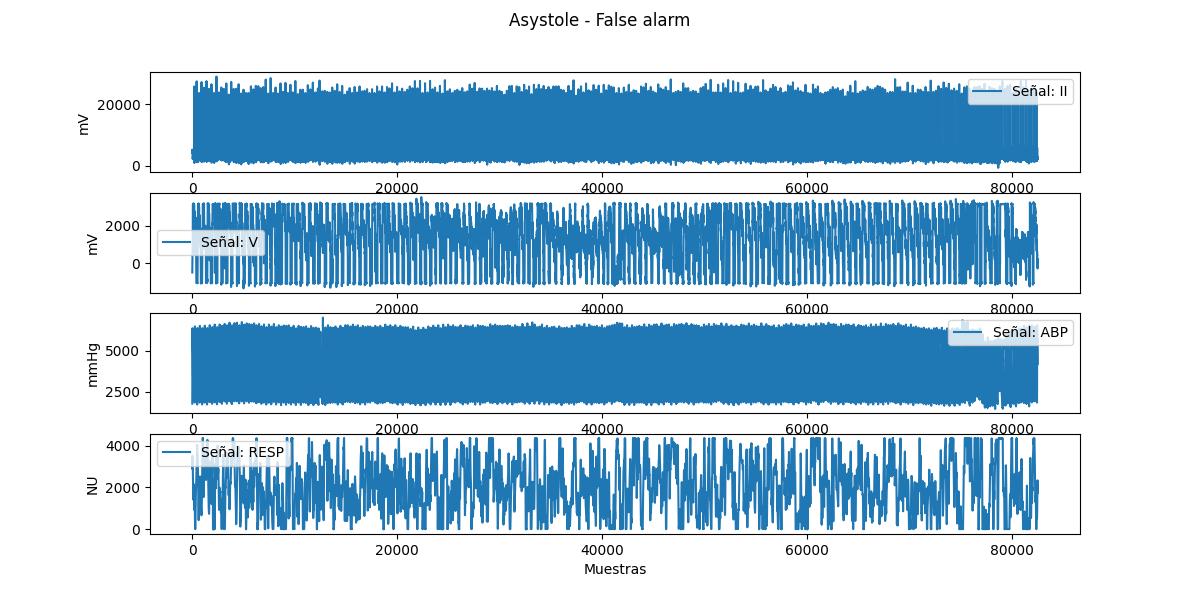 Asystole - False alarm
mV
20000
0
Señal: II
0 20000 40000 60000 80000
mV
2000
0
Señal: V
0 20000 40000 60000 80000
mmHg
5000
2500
Señal: ABP
0 20000 40000 60000 80000
NU
4000
2000
0
Señal: RESP
0 20000 40000 60000 80000
Muestras